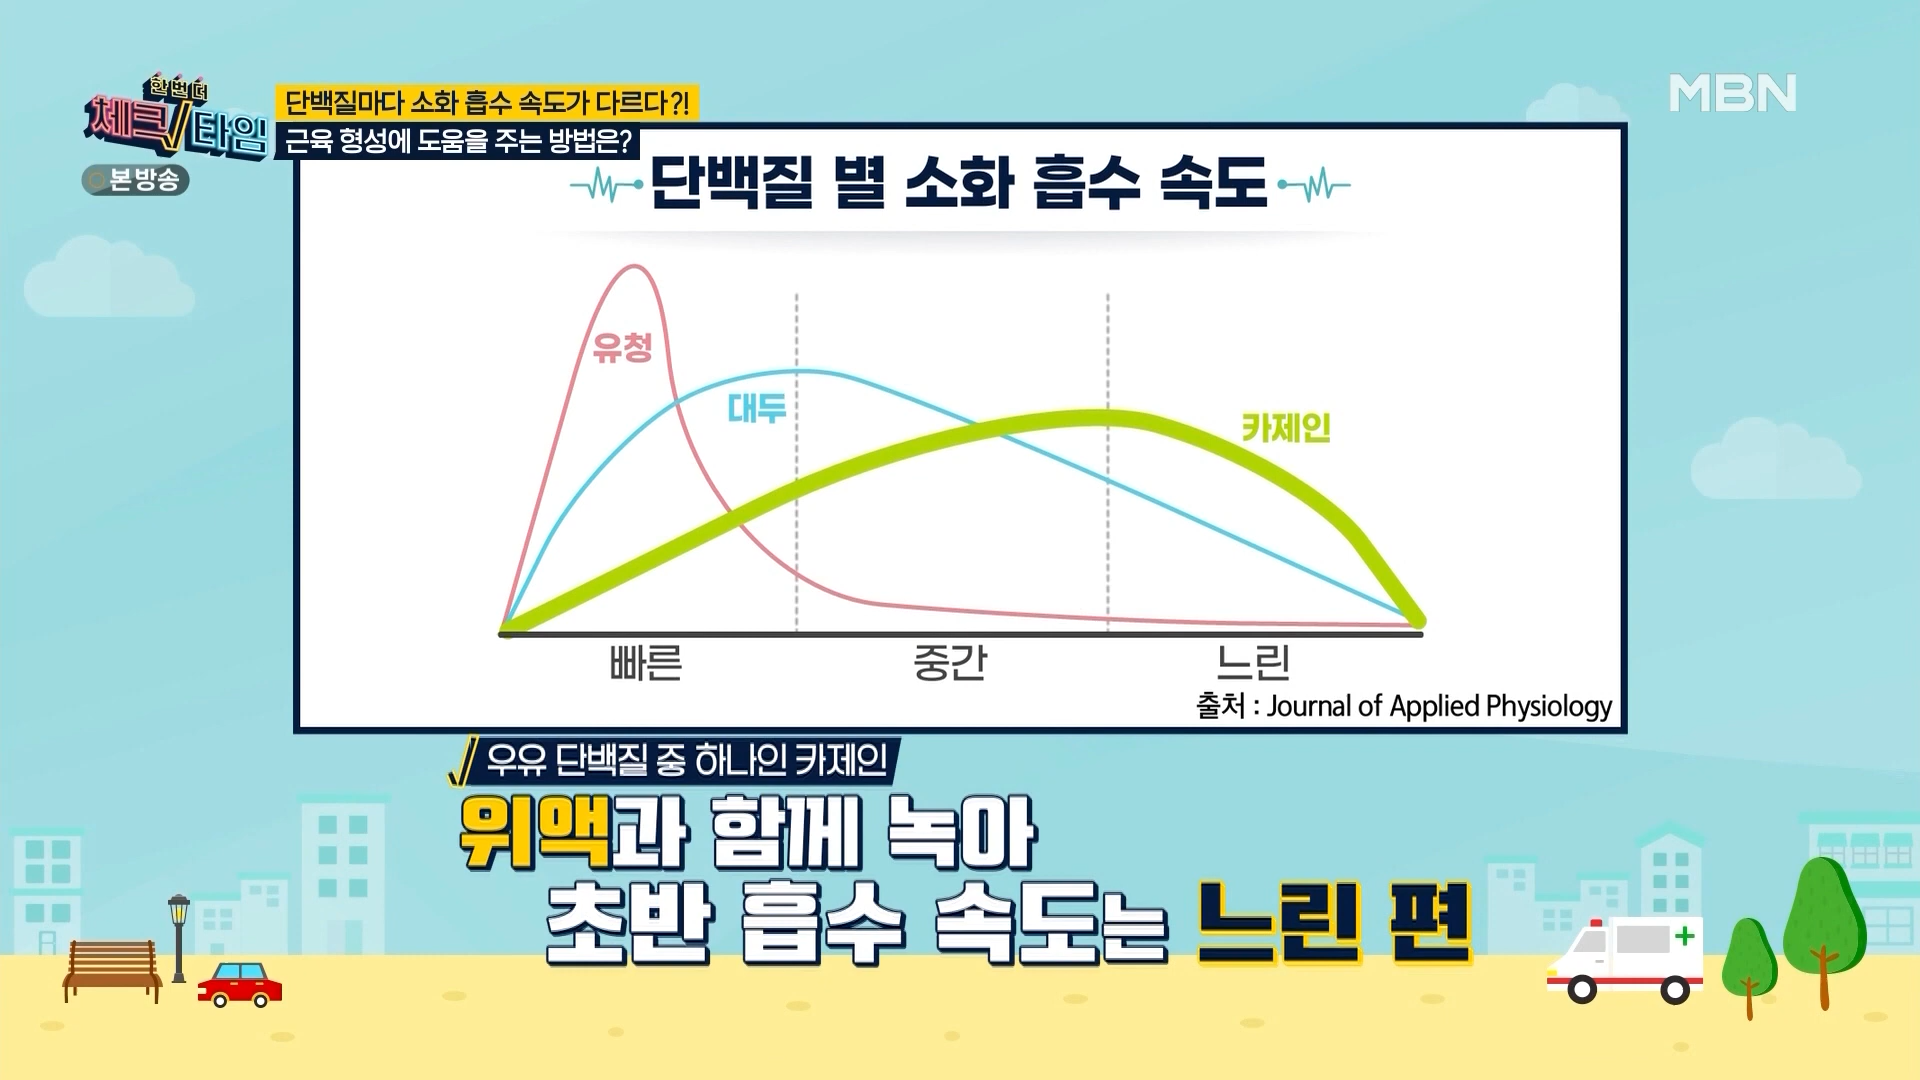 한 번 더
체크타임
본방송
단백질마다 소화 흡수 속도가 다르다?!
근육 형성에 도움을 주는 방법은?
MBN
단백질 별 소화 흡수 속도
유청
대두
카제인
빠른
중간
느린
출처 : Journal of Applied Physiology
우유 단백질 중 하나인 카제인
위액과 함께 녹아
초반 흡수 속도는 느린 편